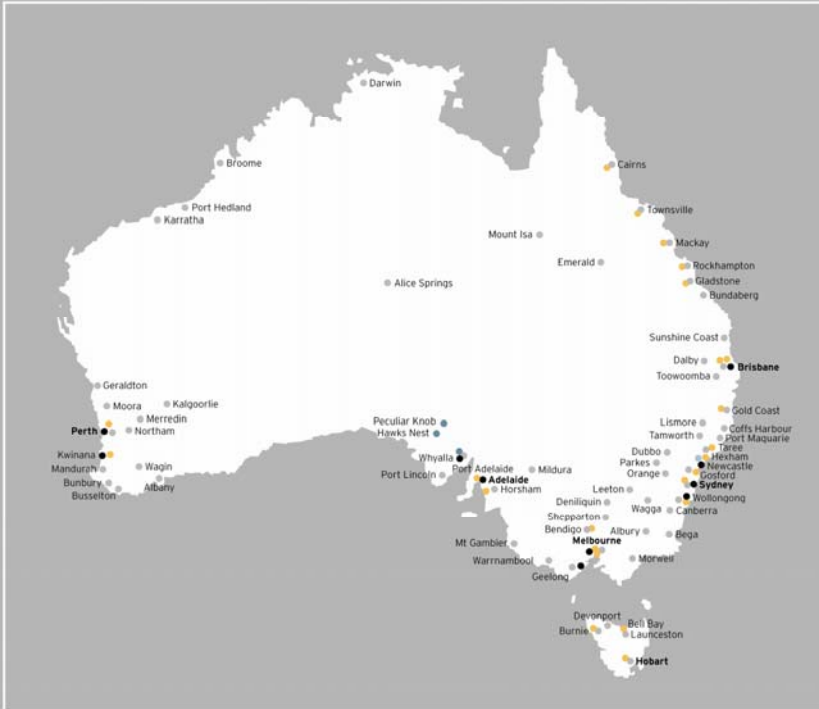 Darwin
Broome
Cairns
Port Hedland
Townsville
Karratha
Mount Isa
Mackay
Emerald
Rockhampton
Alice Springs
Gladstone
Bundaberg
Sunshine Coast
Dalby
Brisbane
Toowoomba
Geraldton
Moora
Kalgoorlie
Gold Coast
Merredin
Peculiar Knob
Lismore
Perth
Northam
Hawks Nest
Coffs Harbour
Tamworth
Port Maquarie
Taree
Dubbo
Kwinana
Whyalla
Hexham
Parkes
Newcastle
Mandurah
Wagin
Port Adelaide
Mildura
Orange
Gosford
Port Lincoln
Adelaide
Sydney
Bunbury
Albany
Horsham
Leeton
Busselton
Deniliquin
Wollongong
Wagga
Canberra
Shepparton
Bendigo
Albury
Bega
Melbourne
Mt Gambier
Warrnambool
Morwell
Geelong
Devonport
Bell Bay
Burnie
Launceston
Hobart